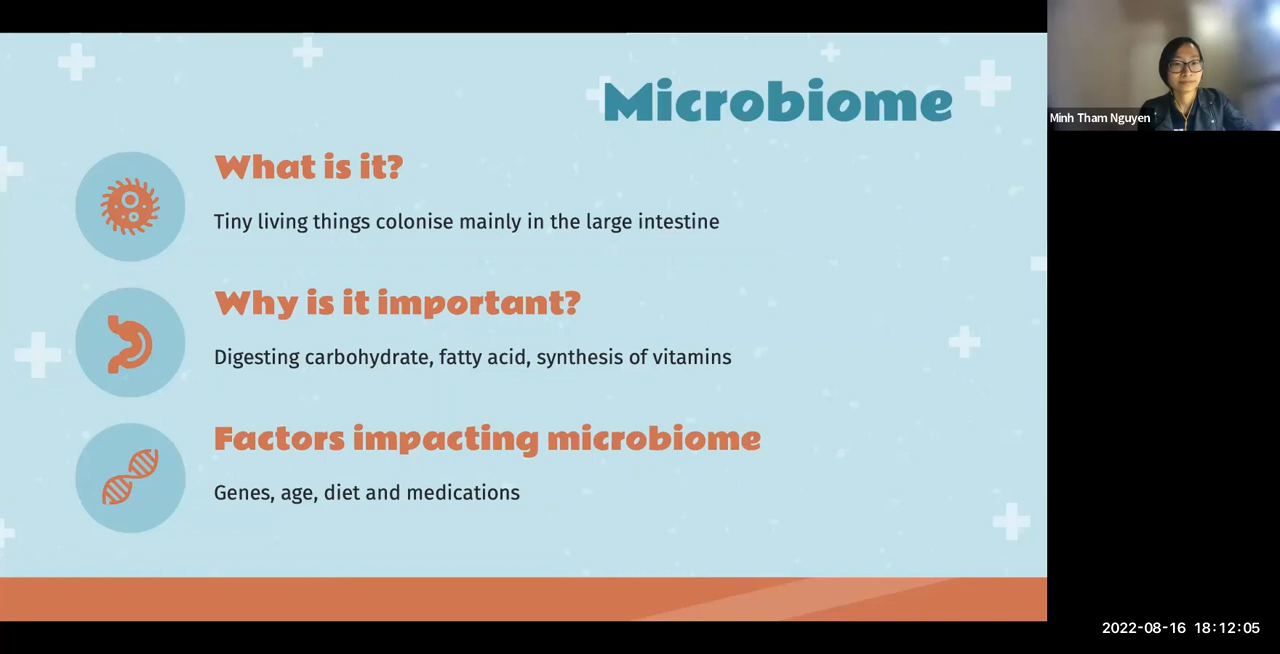 Microbiome
What is it?
Tiny living things colonise mainly in the large intestine
Why is it important?
Digesting carbohydrate, fatty acid, synthesis of vitamins
Factors impacting microbiome
Genes, age, diet and medications
Minh Tham Nguyen
2022-08-16 18:12:05